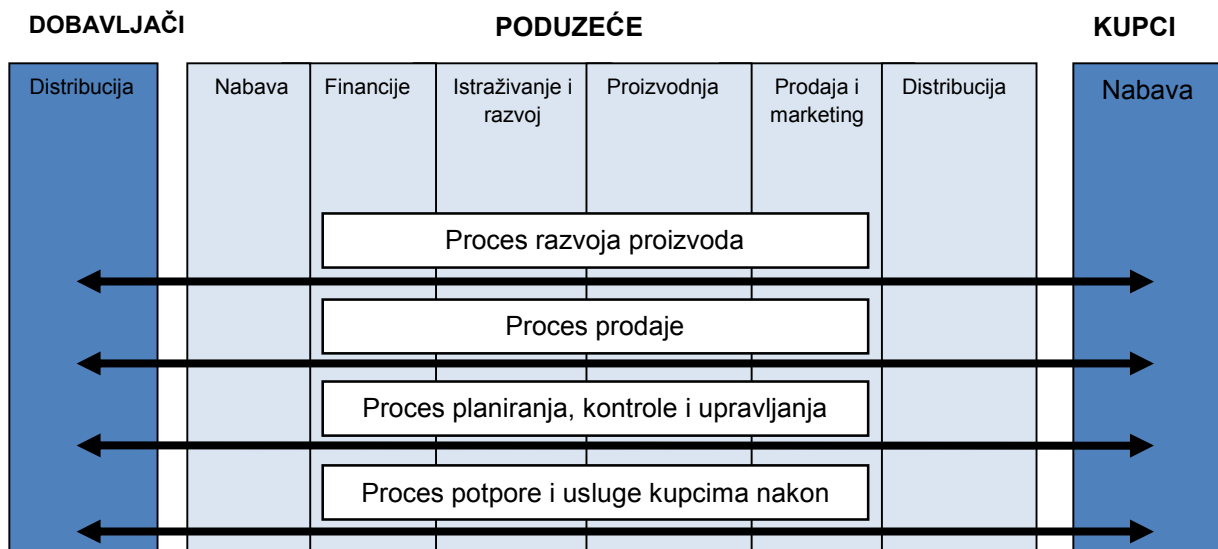 DOBAVLJAČI
PODUZEĆE
KUPCI
Distribucija
Nabava
Financije
Istraživanje i
razvoj
Proizvodnja
Prodaja i
marketing
Distribucija
Nabava
Proces razvoja proizvoda
Proces prodaje
Proces planiranja, kontrole i upravljanja
Proces potpore i usluge kupcima nakon